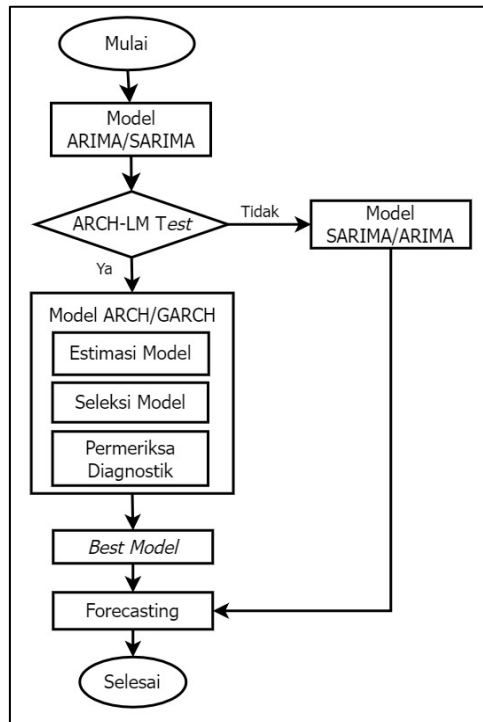 Mulai
Model
ARIMA/SARIMA
ARCH-LM Test
Tidak
Model
SARIMA/ARIMA
Ya
Model ARCH/GARCH
Estimasi Model
Seleksi Model
Permeriksa
Diagnostik
Best Model
Forecasting
Selesai